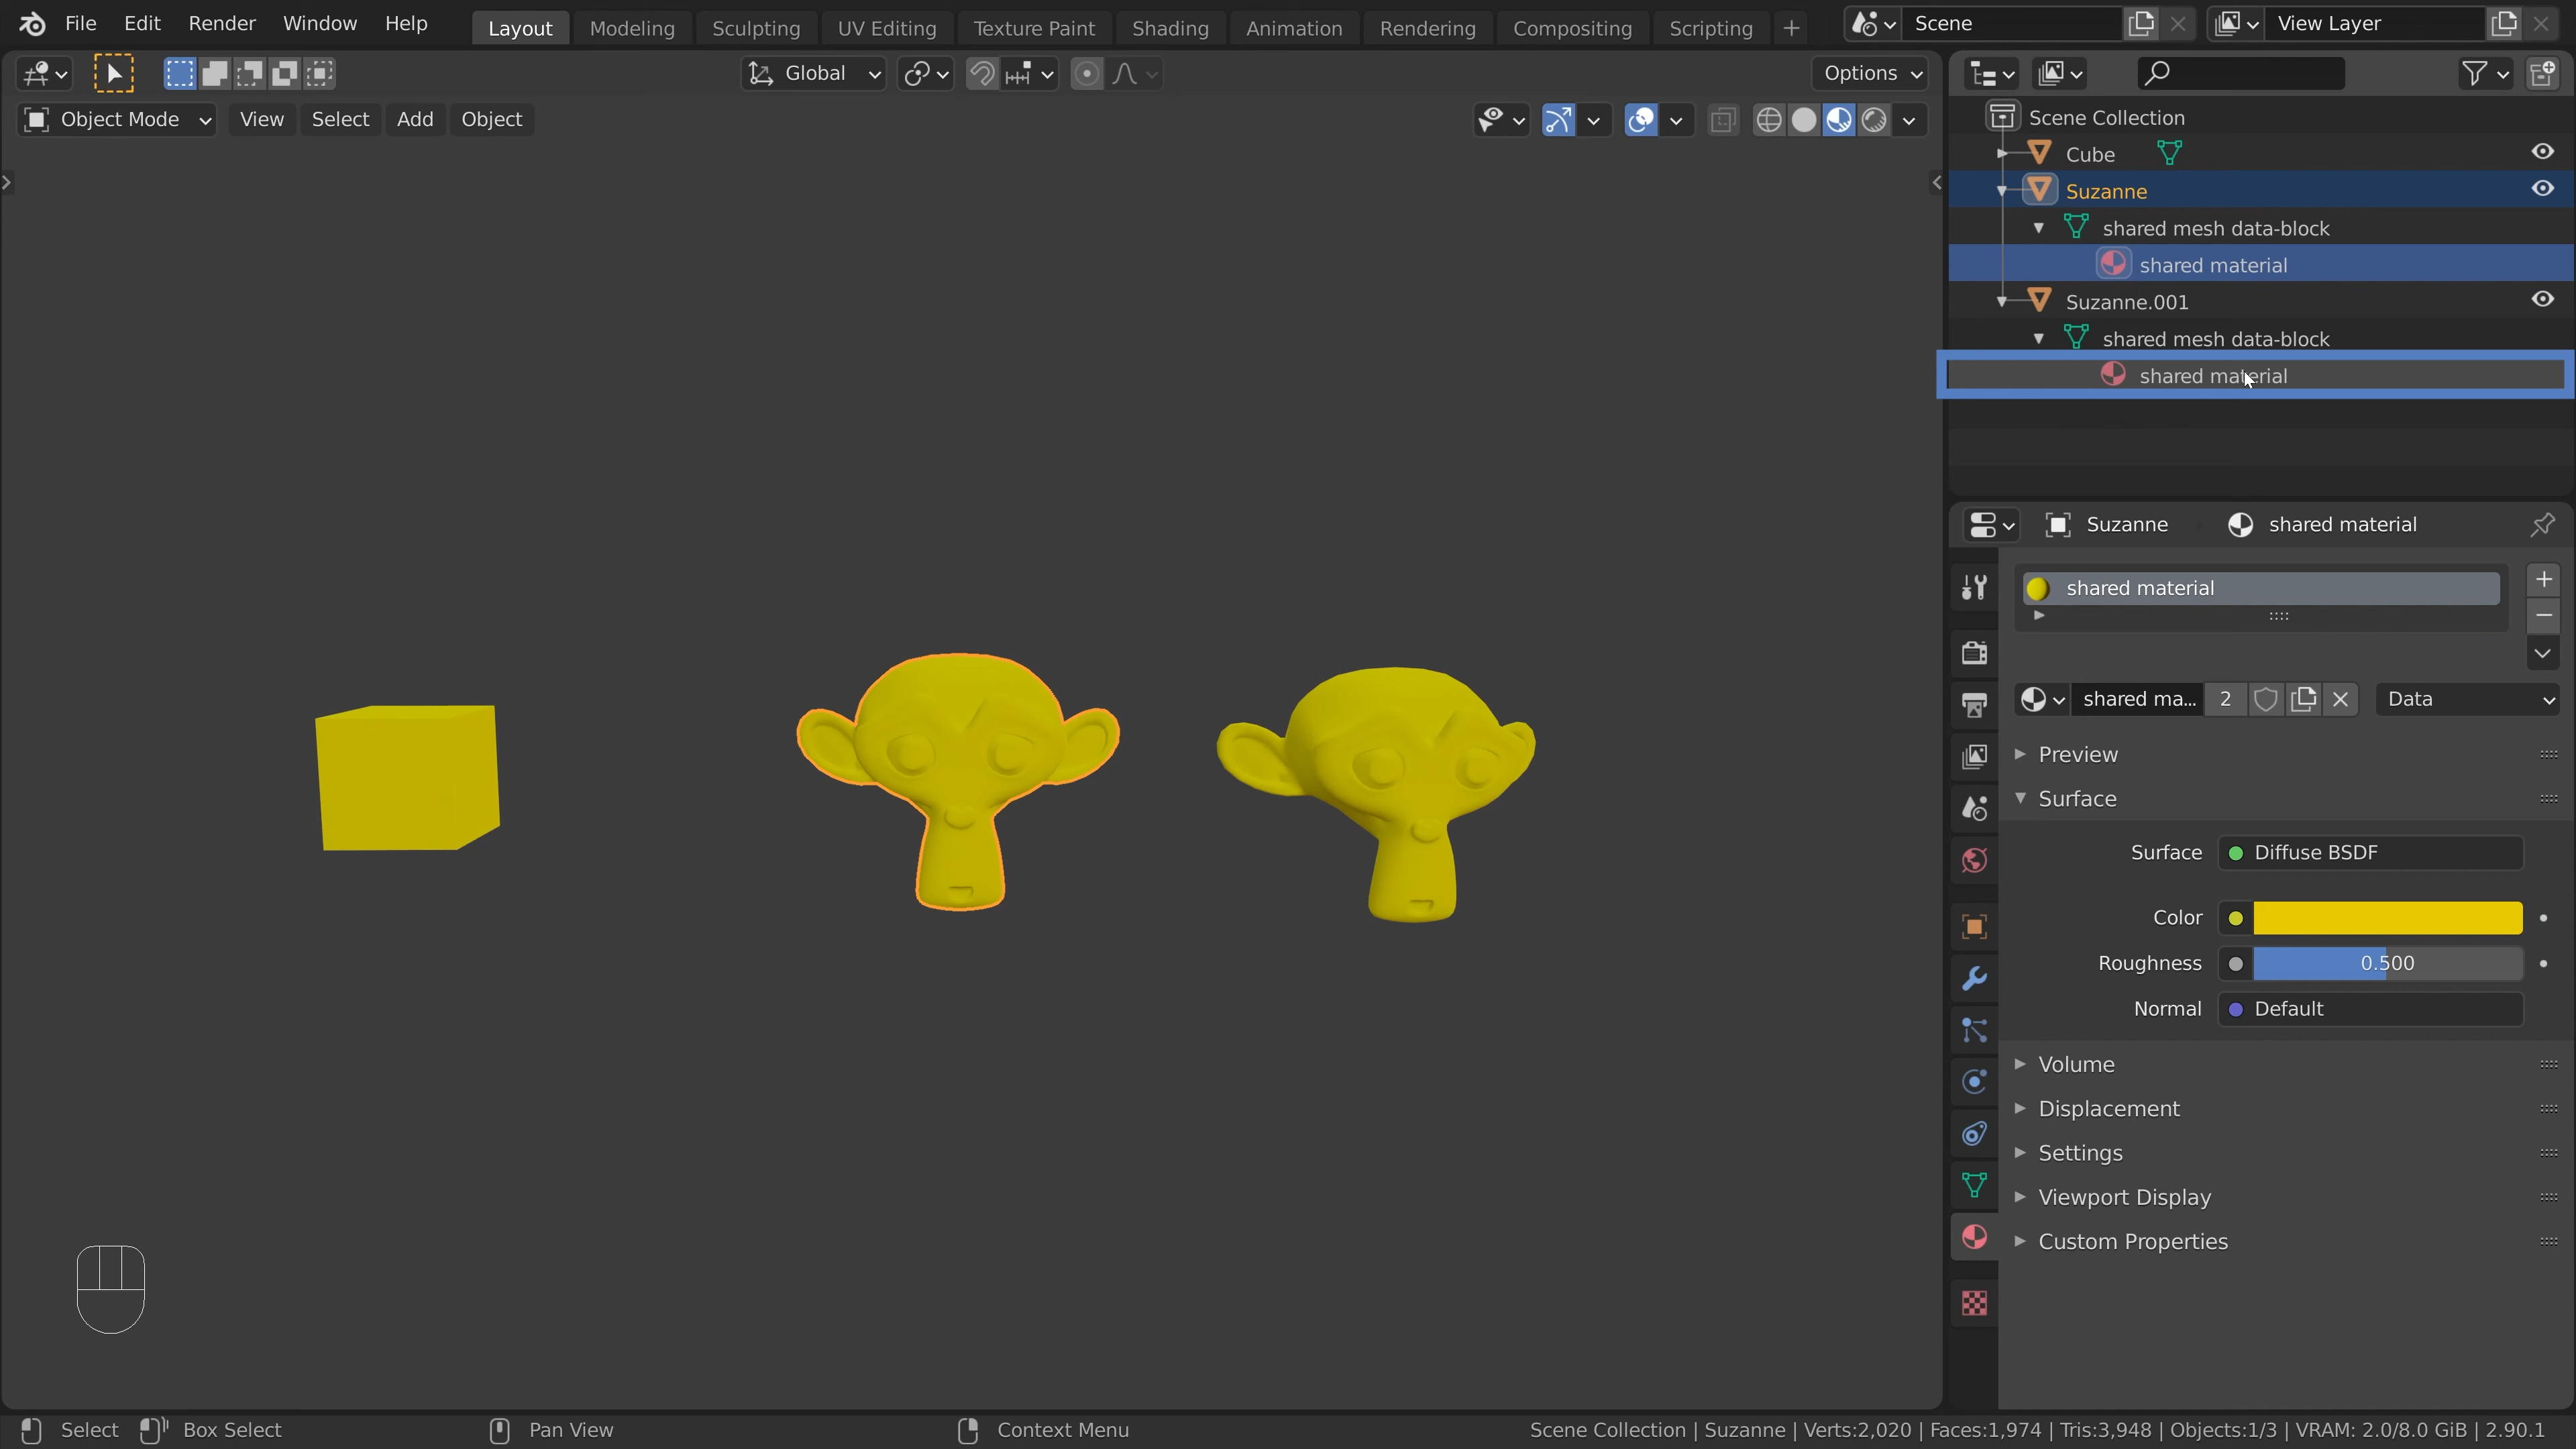 File Edit Render Window Help Layout Modeling Sculpting UV Editing Texture Paint Shading Animation Rendering Compositing Scripting + Scene View Layer
Global Options
Object Mode View Select Add Object
Scene Collection
Cube
Suzanne
shared mesh data-block
shared material
Suzanne.001
shared mesh data-block
shared material
Suzanne shared material
shared material
shared ma... 2 Data
Preview
Surface
Surface Diffuse BSDF
Color
Roughness 0.500
Normal Default
Volume
Displacement
Settings
Viewport Display
Custom Properties
Select Box Select Pan View Context Menu Scene Collection | Suzanne | Verts:2,020 | Faces:1,974 | Tris:3,948 | Objects:1/3 | VRAM: 2.0/8.0 GiB | 2.90.1